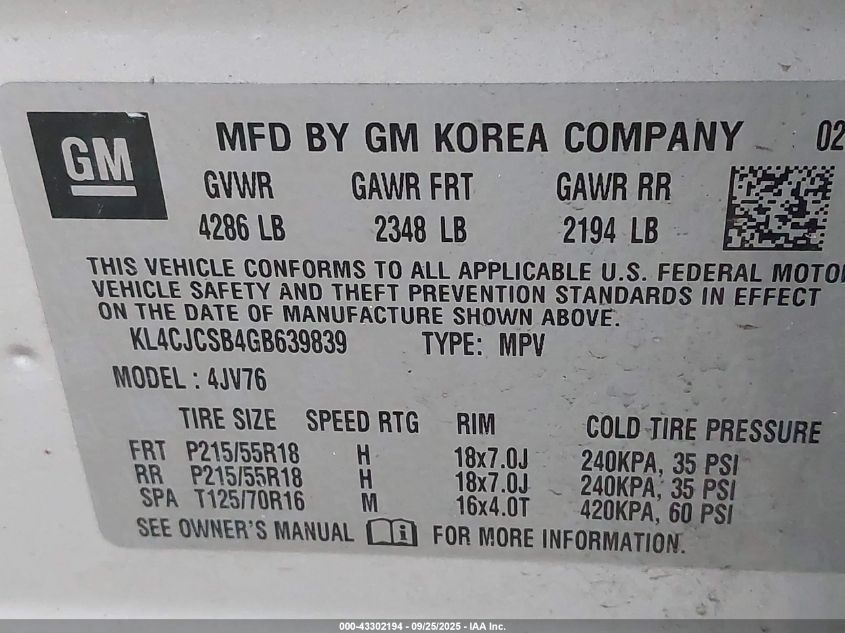 GM
MFD BY GM KOREA COMPANY 02
GVWR GAWR FRT GAWR RR
4286 LB 2348 LB 2194 LB
THIS VEHICLE CONFORMS TO ALL APPLICABLE U.S. FEDERAL MOTO
VEHICLE SAFETY AND THEFT PREVENTION STANDARDS IN EFFECT
ON THE DATE OF MANUFACTURE SHOWN ABOVE.
KL4CJCSB4GB639839 TYPE: MPV
MODEL : 4JV76
TIRE SIZE SPEED RTG RIM COLD TIRE PRESSURE
FRT P215/55R18 H 18x7.0J 240KPA, 35 PSI
RR P215/55R18 H 18x7.0J 240KPA, 35 PSI
SPA T125/70R16 M 16x4.0T 420KPA, 60 PSI
SEE OWNER'S MANUAL i FOR MORE INFORMATION.
000-43302194 - 09/25/2025 - IAA Inc.